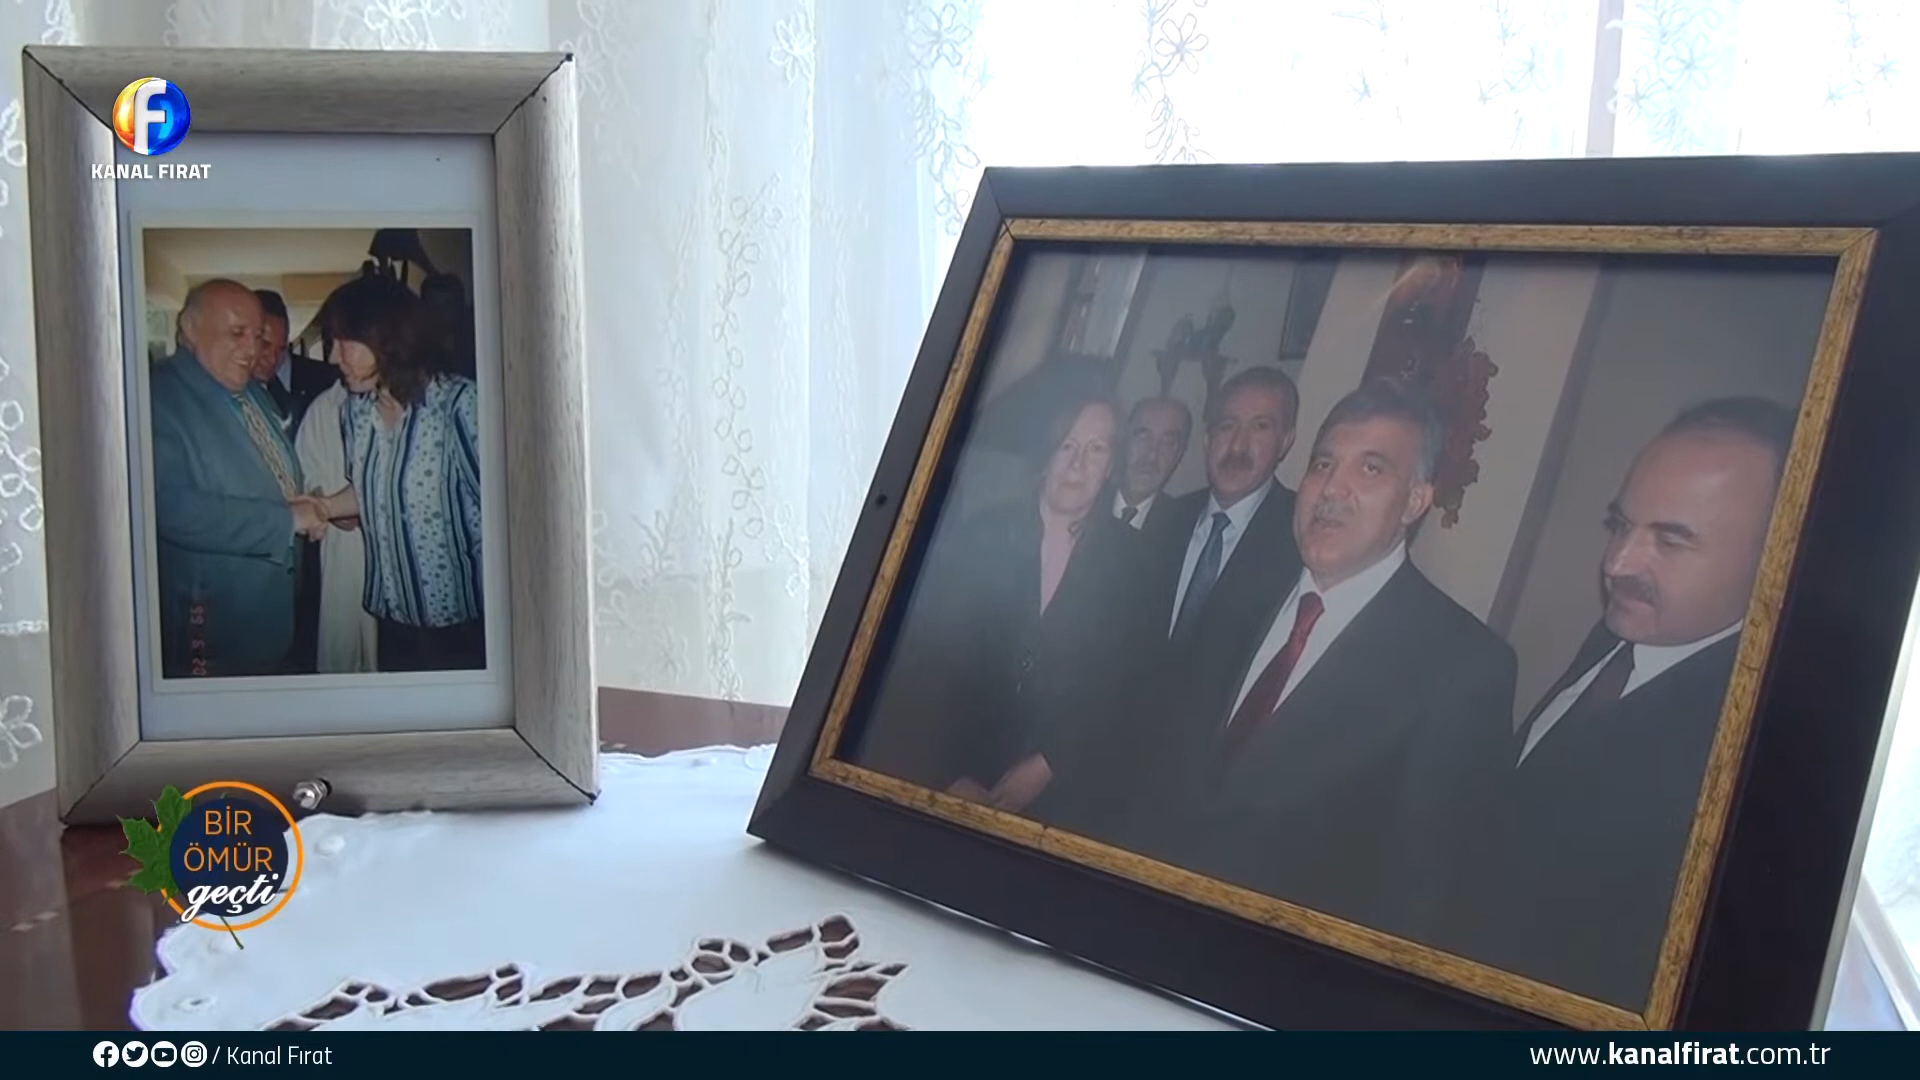 KANAL FIRAT
BİR
ÖMÜR
geçti
/ Kanal Fırat
www.kanalfirat.com.tr